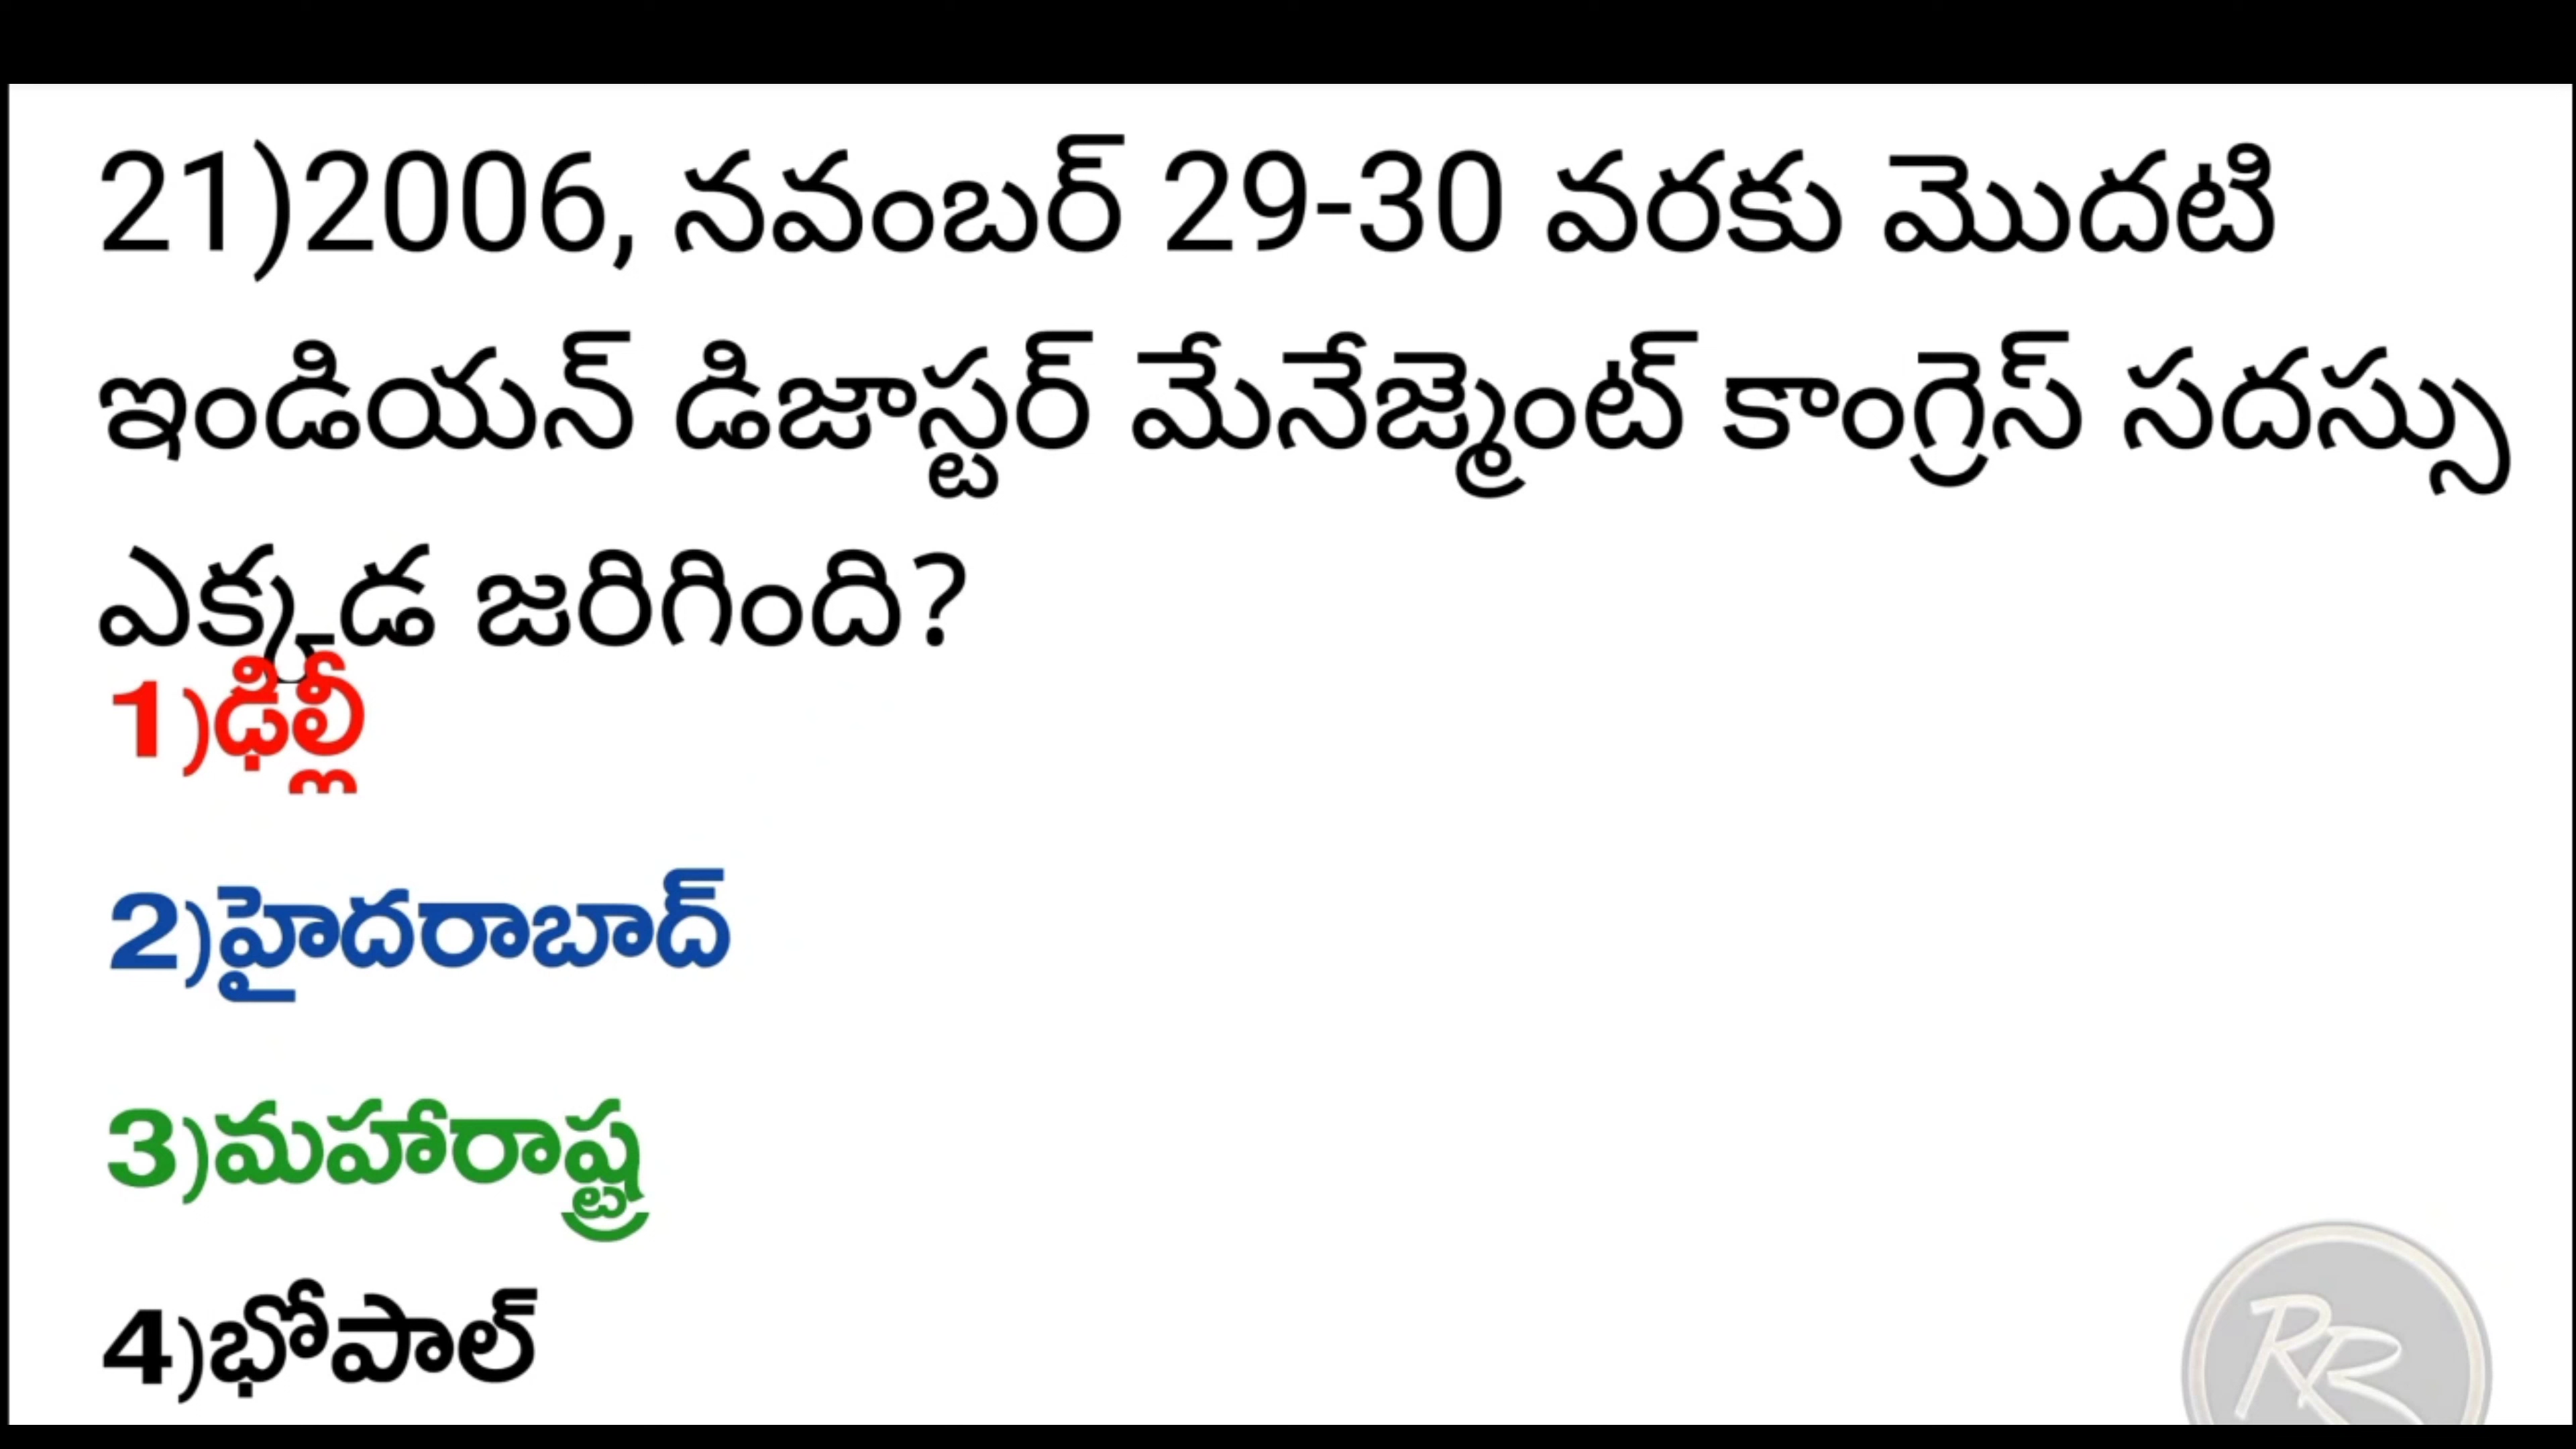 21)2006, నవంబర్ 29-30 వరకు మొదటి
ఇండియన్ డిజాస్టర్ మేనేజ్మెంట్ కాంగ్రెస్ సదస్సు
ఎక్కడ జరిగింది?
1)ఢిల్లీ
2)హైదరాబాద్
3)మహారాష్ట్ర
4)భోపాల్
RR